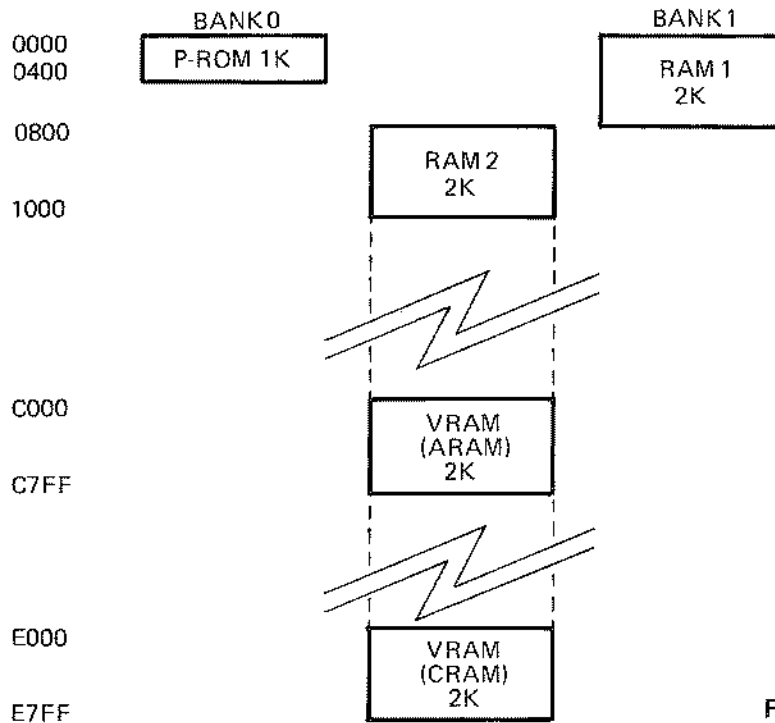 BANK0 BANK1
0000
P-ROM 1K
0400
RAM 1
2K
0800
RAM 2
2K
1000
C000
VRAM
(ARAM)
2K
C7FF
E000
VRAM
(CRAM)
2K
E7FF